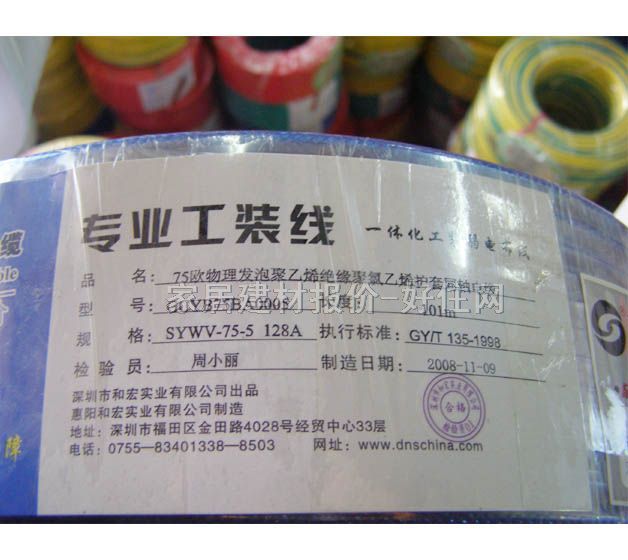 专业工装线
一体化工
缆
ble
品 名: 75欧物理发泡聚乙烯绝缘聚氯乙烯护套
型 号:
101m
规 格: SYWV-75-5 128A 执行标准: GY/T 135-1998
检验员: 周小丽 制造日期: 2008-11-09
深圳市和宏实业有限公司出品
惠阳和宏实业有限公司制造
地址: 深圳市福田区金田路4028号经贸中心33层
电话: 0755-83401338-8503 网址: www.dnschina.com
合格
障
家居建材报价-好住网